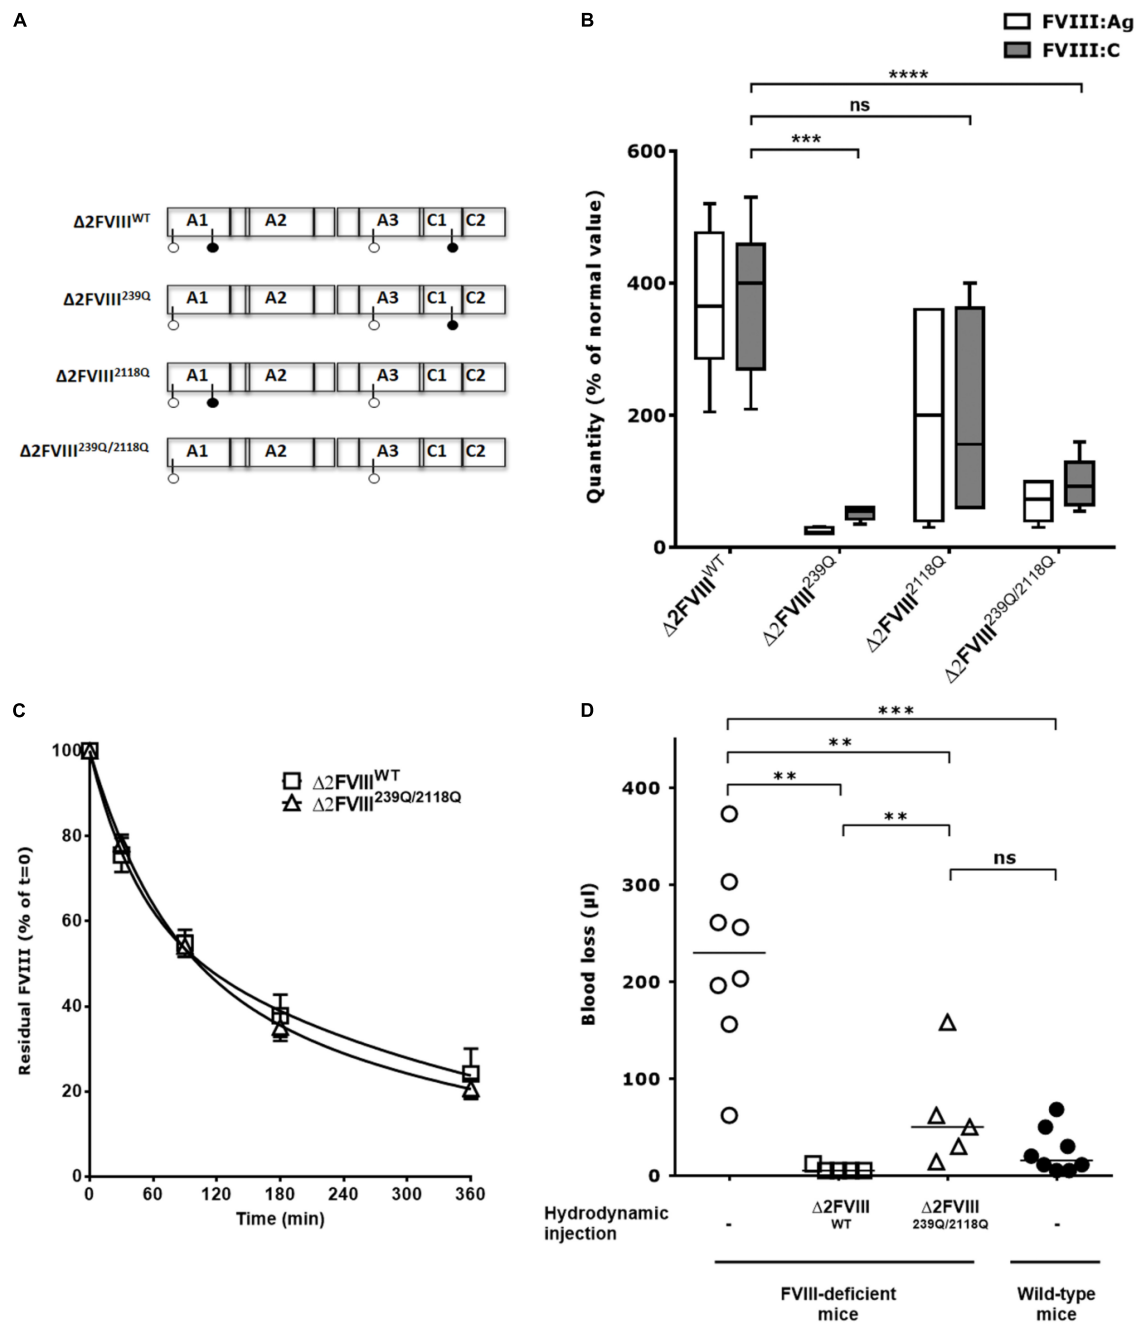 A
Δ2FVIII^WT A1 A2 A3 C1 C2
Δ2FVIII^239Q A1 A2 A3 C1 C2
Δ2FVIII^2118Q A1 A2 A3 C1 C2
Δ2FVIII^239Q/2118Q A1 A2 A3 C1 C2
B
FVIII:Ag
FVIII:C
****
ns
***
Quantity (% of normal value)
600
400
200
0
Δ2FVIII^WT
Δ2FVIII^239Q
Δ2FVIII^2118Q
Δ2FVIII^239Q/2118Q
C
Residual FVIII (% of t=0)
100
80
60
40
20
0
Δ2FVIII^WT
Δ2FVIII^239Q/2118Q
0 60 120 180 240 300 360
Time (min)
D
***
**
**
**
ns
Blood loss (µl)
400
300
200
100
0
Hydrodynamic
injection
-
Δ2FVIII
WT
Δ2FVIII
239Q/2118Q
-
FVIII-deficient
mice
Wild-type
mice